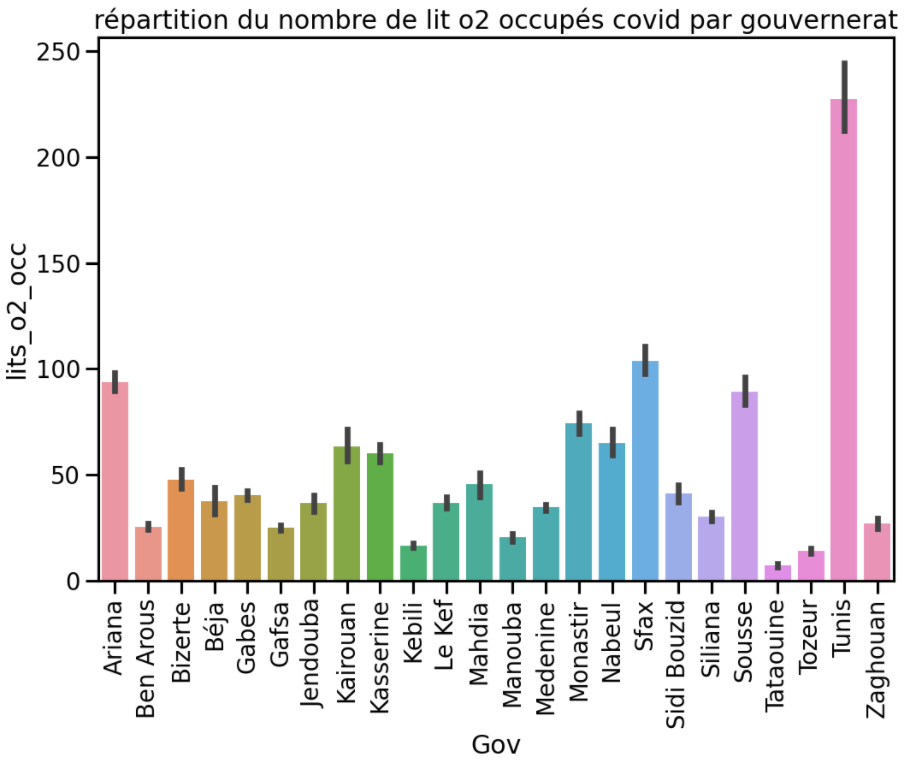 répartition du nombre de lit o2 occupés covid par gouvernerat
250
200
150
100
50
0
lits_o2_occ
Ariana
Ben Arous
Bizerte
Béja
Gabes
Gafsa
Jendouba
Kairouan
Kasserine
Kebili
Le Kef
Mahdia
Manouba
Medenine
Monastir
Nabeul
Sfax
Sidi Bouzid
Siliana
Sousse
Tataouine
Tozeur
Tunis
Zaghouan
Gov